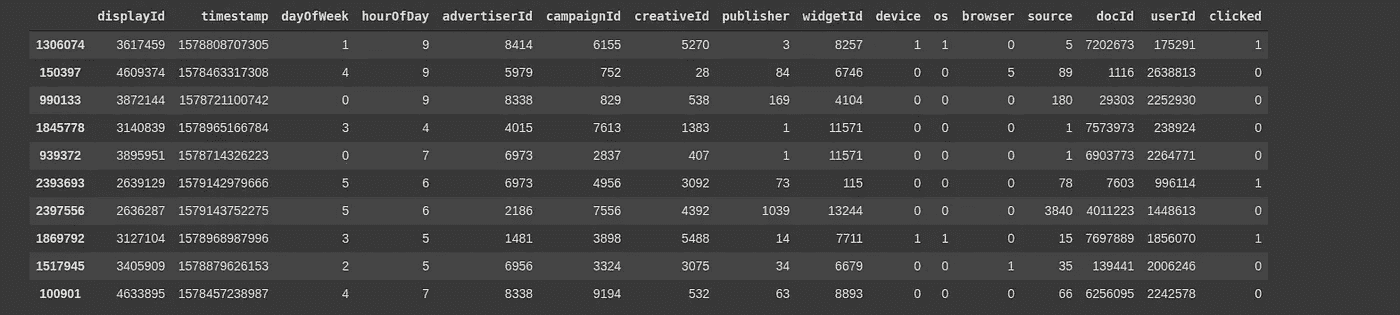 displayId timestamp dayOfWeek hourOfDay advertiserId campaignId creativeId publisher widgetId device os browser source docId userId clicked
1306074 3617459 1578808707305 1 9 8414 6155 5270 3 8257 1 1 0 5 7202673 175291 1
150397 4609374 1578463317308 4 9 5979 752 28 84 6746 0 0 5 89 1116 2638813 0
990133 3872144 1578721100742 0 9 8338 829 538 169 4104 0 0 0 180 29303 2252930 0
1845778 3140839 1578965166784 3 4 4015 7613 1383 1 11571 0 0 0 1 7573973 238924 0
939372 3895951 1578714326223 0 7 6973 2837 407 1 11571 0 0 0 1 6903773 2264771 0
2393693 2639129 1579142979666 5 6 6973 4956 3092 73 115 0 0 0 78 7603 996114 1
2397556 2636287 1579143752275 5 6 2186 7556 4392 1039 13244 0 0 0 3840 4011223 1448613 0
1869792 3127104 1578968987996 3 5 1481 3898 5488 14 7711 1 1 0 15 7697889 1856070 1
1517945 3405909 1578879626153 2 5 6956 3324 3075 34 6679 0 0 1 35 139441 2006246 0
100901 4633895 1578457238987 4 7 8338 9194 532 63 8893 0 0 0 66 6256095 2242578 0